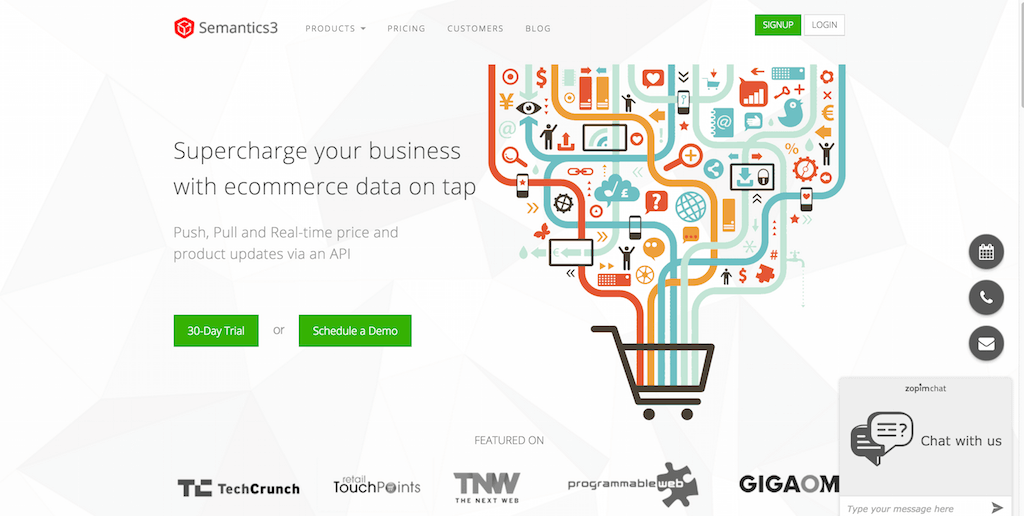 Semantics3
PRODUCTS
PRICING
CUSTOMERS
BLOG
SIGNUP
LOGIN
Supercharge your business
with ecommerce data on tap
Push, Pull and Real-time price and
product updates via an API
30-Day Trial
or
Schedule a Demo
FEATURED ON
TC TechCrunch
retail
TouchPoints
TNW
THE NEXT WEB
programmableweb
GIGAOM
zopimchat
Chat with us
Type your message here